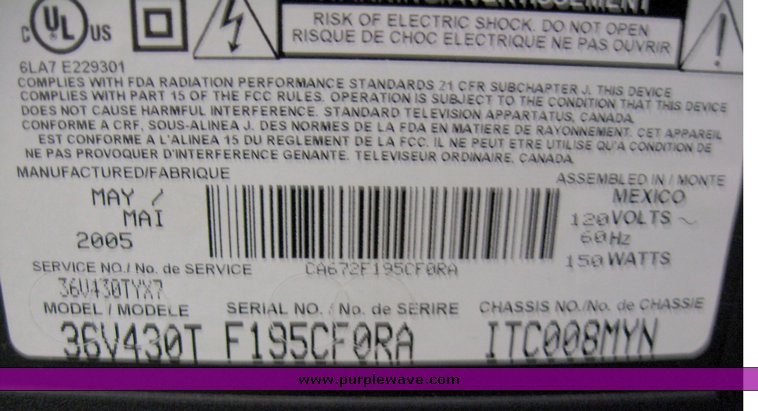 C UL US
RISK OF ELECTRIC SHOCK. DO NOT OPEN
RISQUE DE CHOC ELECTRIQUE NE PAS OUVRIR
6LA7 E229301
COMPLIES WITH FDA RADIATION PERFORMANCE STANDARDS 21 CFR SUBCHAPTER J. THIS DEVICE
COMPLIES WITH PART 15 OF THE FCC RULES. OPERATION IS SUBJECT TO THE CONDITION THAT THIS DEVICE
DOES NOT CAUSE HARMFUL INTERFERENCE. STANDARD TELEVISION APPARTATUS, CANADA
CONFORME A CRF, SOUS-ALINEA J. DES NORMES DE LA FDA EN MATIERE DE RAYONNEMENT. CET APPAREIL
EST CONFORME A L'ALINEA 15 DU REGLEMENT DE LA FCC. IL NE PEUT ETRE UTILISE QU'A CONDITION DE
NE PAS PROVOQUER D'INTERFERENCE GENANTE. TELEVISEUR ORDINAIRE, CANADA
MANUFACTURED/FABRIQUE
MAY /
MAI
2005
ASSEMBLED IN / MONTE
MEXICO
120 VOLTS ~
60 Hz
150 WATTS
CA672F195CF0RA
SERVICE NO./ No. de SERVICE
36V430TYX7
MODEL / MODELE
36V430T
SERIAL NO. / No. de SERIRE
F195CF0RA
CHASSIS NO./No. de CHASSIE
ITC008MYN
www.purplewave.com